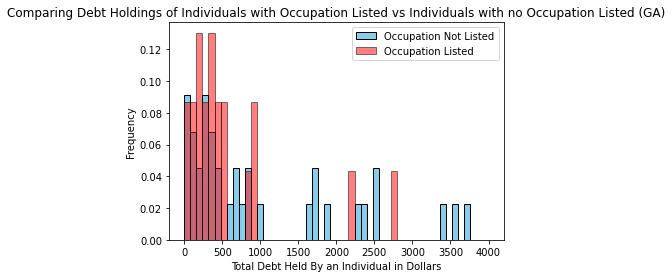 Comparing Debt Holdings of Individuals with Occupation Listed vs Individuals with no Occupation Listed (GA)
Occupation Not Listed
Occupation Listed
0.12
0.10
0.08
0.06
0.04
0.02
0.00
Frequency
0 500 1000 1500 2000 2500 3000 3500 4000
Total Debt Held By an Individual in Dollars